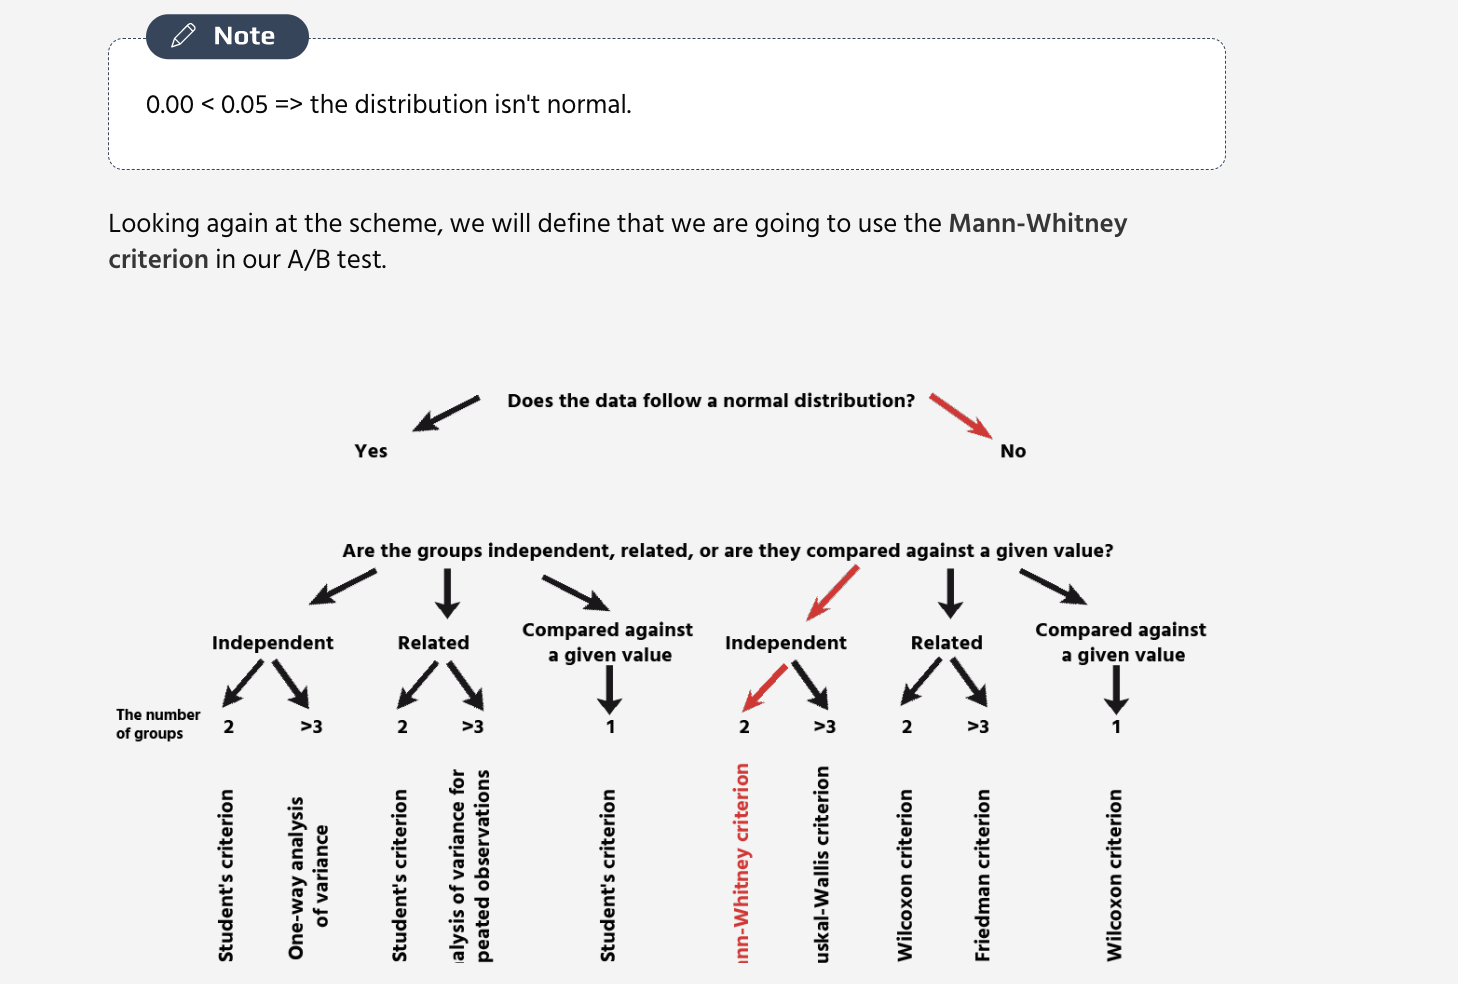 Note
0.00 < 0.05 => the distribution isn't normal.
Looking again at the scheme, we will define that we are going to use the Mann-Whitney
criterion in our A/B test.
Does the data follow a normal distribution?
Yes
No
Are the groups independent, related, or are they compared against a given value?
Independent
Related
Compared against
a given value
Independent
Related
Compared against
a given value
The number
of groups
2
>3
2
>3
1
2
>3
2
>3
1
Student's criterion
One-way analysis
of variance
Student's criterion
alysis of variance for
peated observations
Student's criterion
nn-Whitney criterion
uskal-Wallis criterion
Wilcoxon criterion
Friedman criterion
Wilcoxon criterion